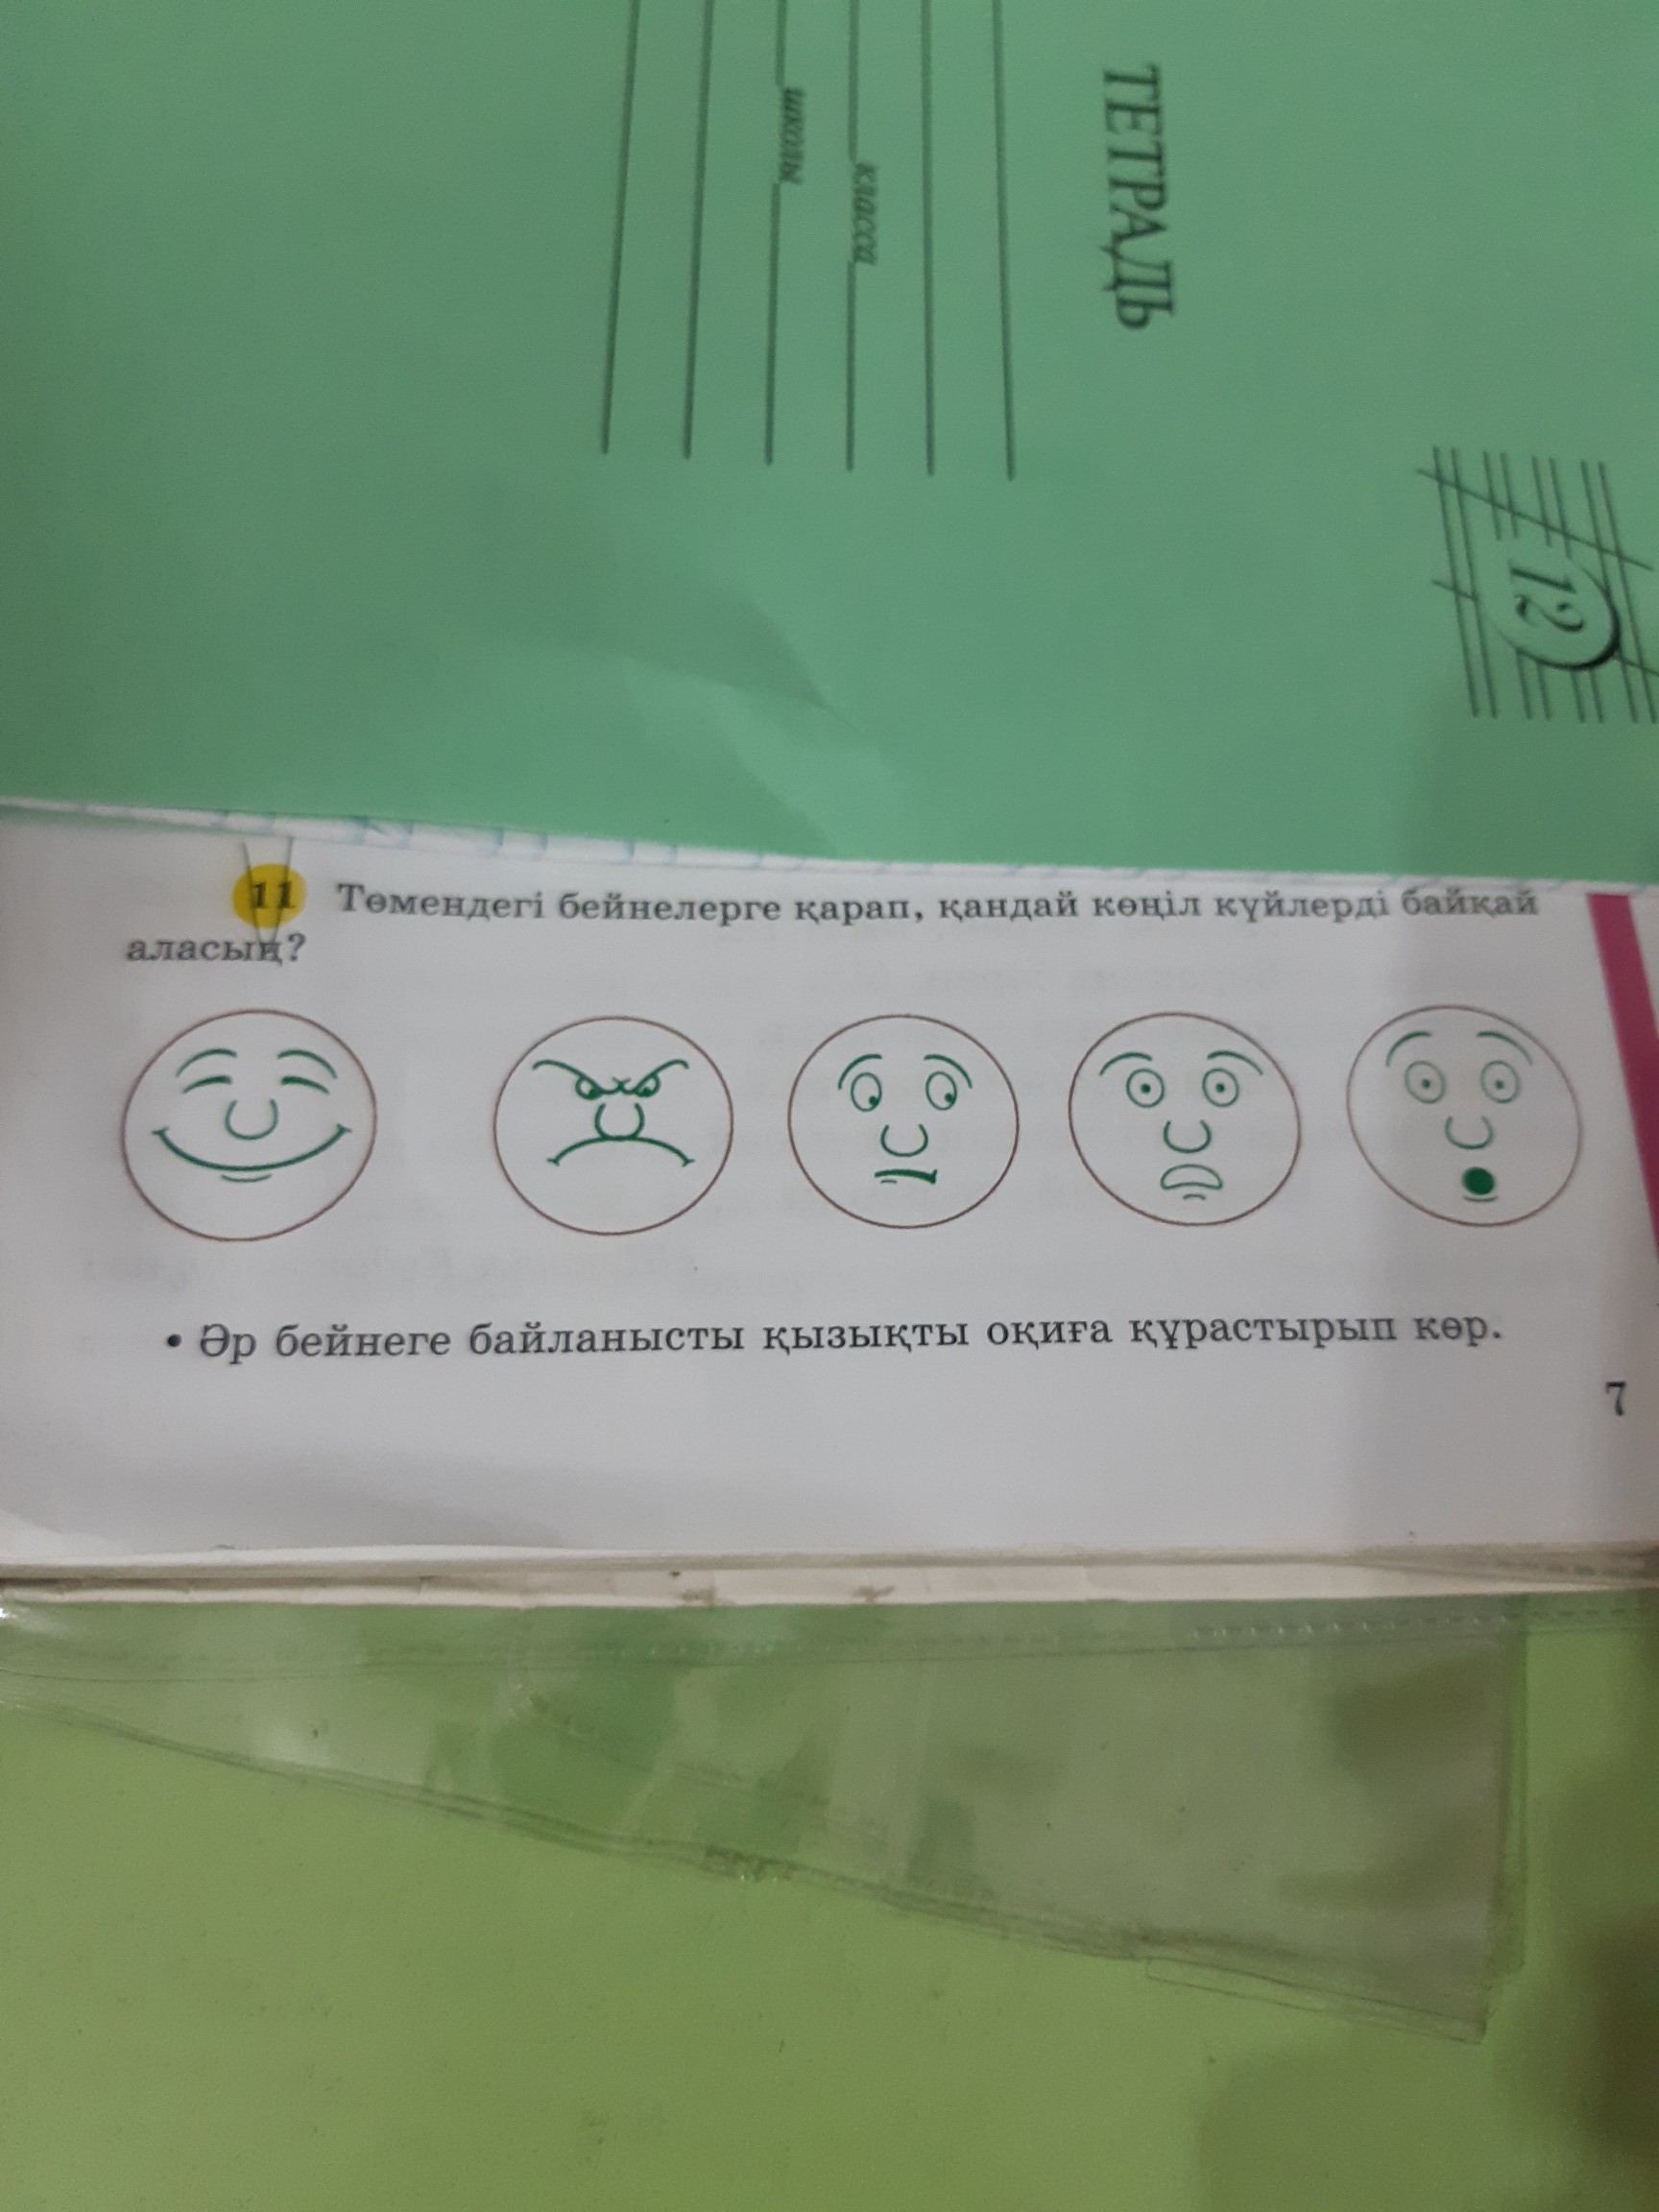 ТЕТРАДЬ
класса
школы
12
11 Төмендегі бейнелерге қарап, қандай көңіл күйлерді байқай
аласың?
• Әр бейнеге байланысты қызықты оқиға құрастырып көр.
7